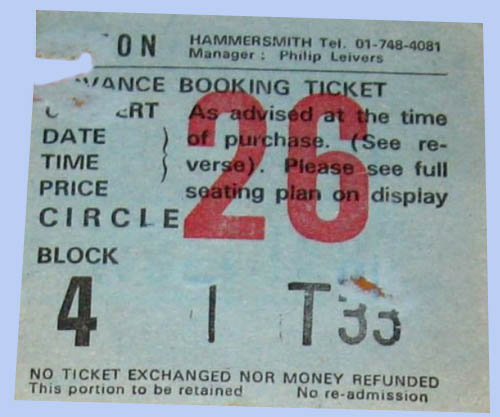 HAMMERSMITH Tel. 01-748-4081
Manager : Philip Leivers
BOOKING TICKET
As advised at the time
DATE of purchase. (See re-
TIME verse). Please see full
PRICE seating plan on display
26
CIRCLE
BLOCK
4 | T33
NO TICKET EXCHANGED NOR MONEY REFUNDED
This portion to be retained No re-admission